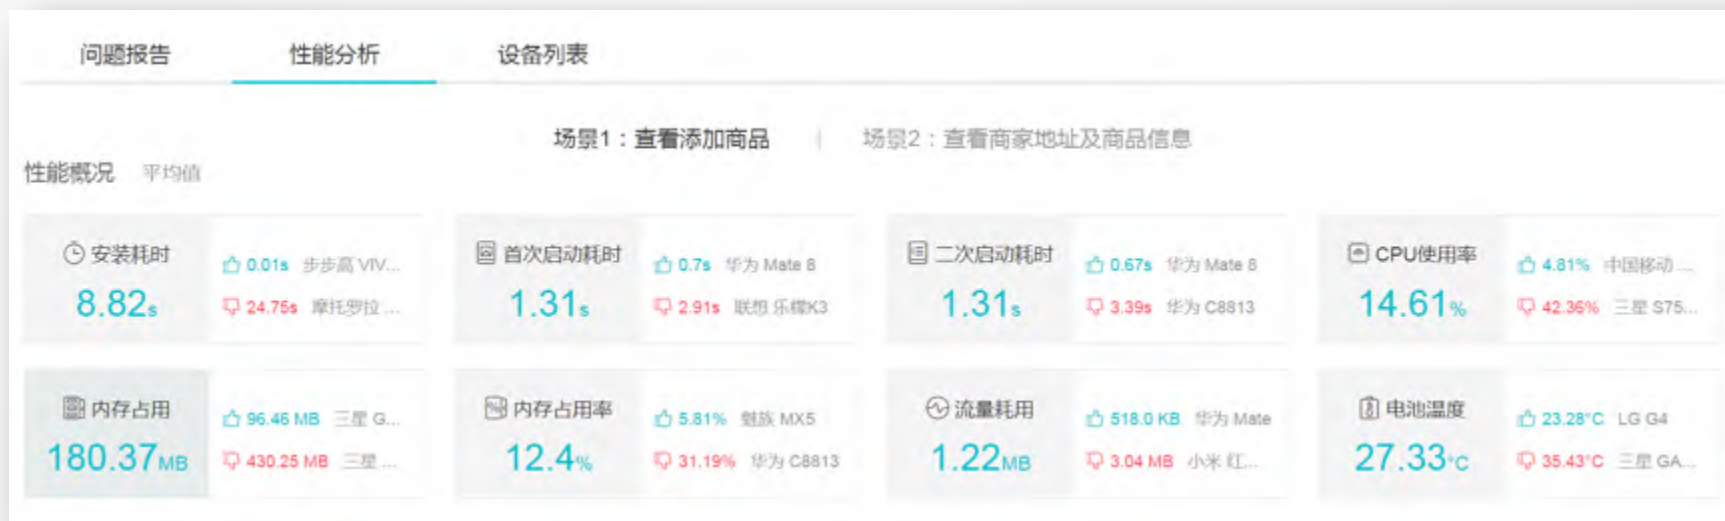 问题报告 性能分析 设备列表
场景1：查看添加商品 | 场景2：查看商家地址及商品信息
性能概况 平均值
安装耗时
8.82s
0.01s 步步高 VIV...
24.75s 摩托罗拉 ...
首次启动耗时
1.31s
0.7s 华为 Mate 8
2.91s 联想 乐檬K3
二次启动耗时
1.31s
0.67s 华为 Mate 8
3.39s 华为 C8813
CPU使用率
14.61%
4.81% 中国移动 ...
42.36% 三星 S75...
内存占用
180.37MB
96.46 MB 三星 G...
430.25 MB 三星 ...
内存占用率
12.4%
5.81% 魅族 MX5
31.19% 华为 C8813
流量耗用
1.22MB
518.0 KB 华为 Mate
3.04 MB 小米 红...
电池温度
27.33°C
23.28°C LG G4
35.43°C 三星 GA...